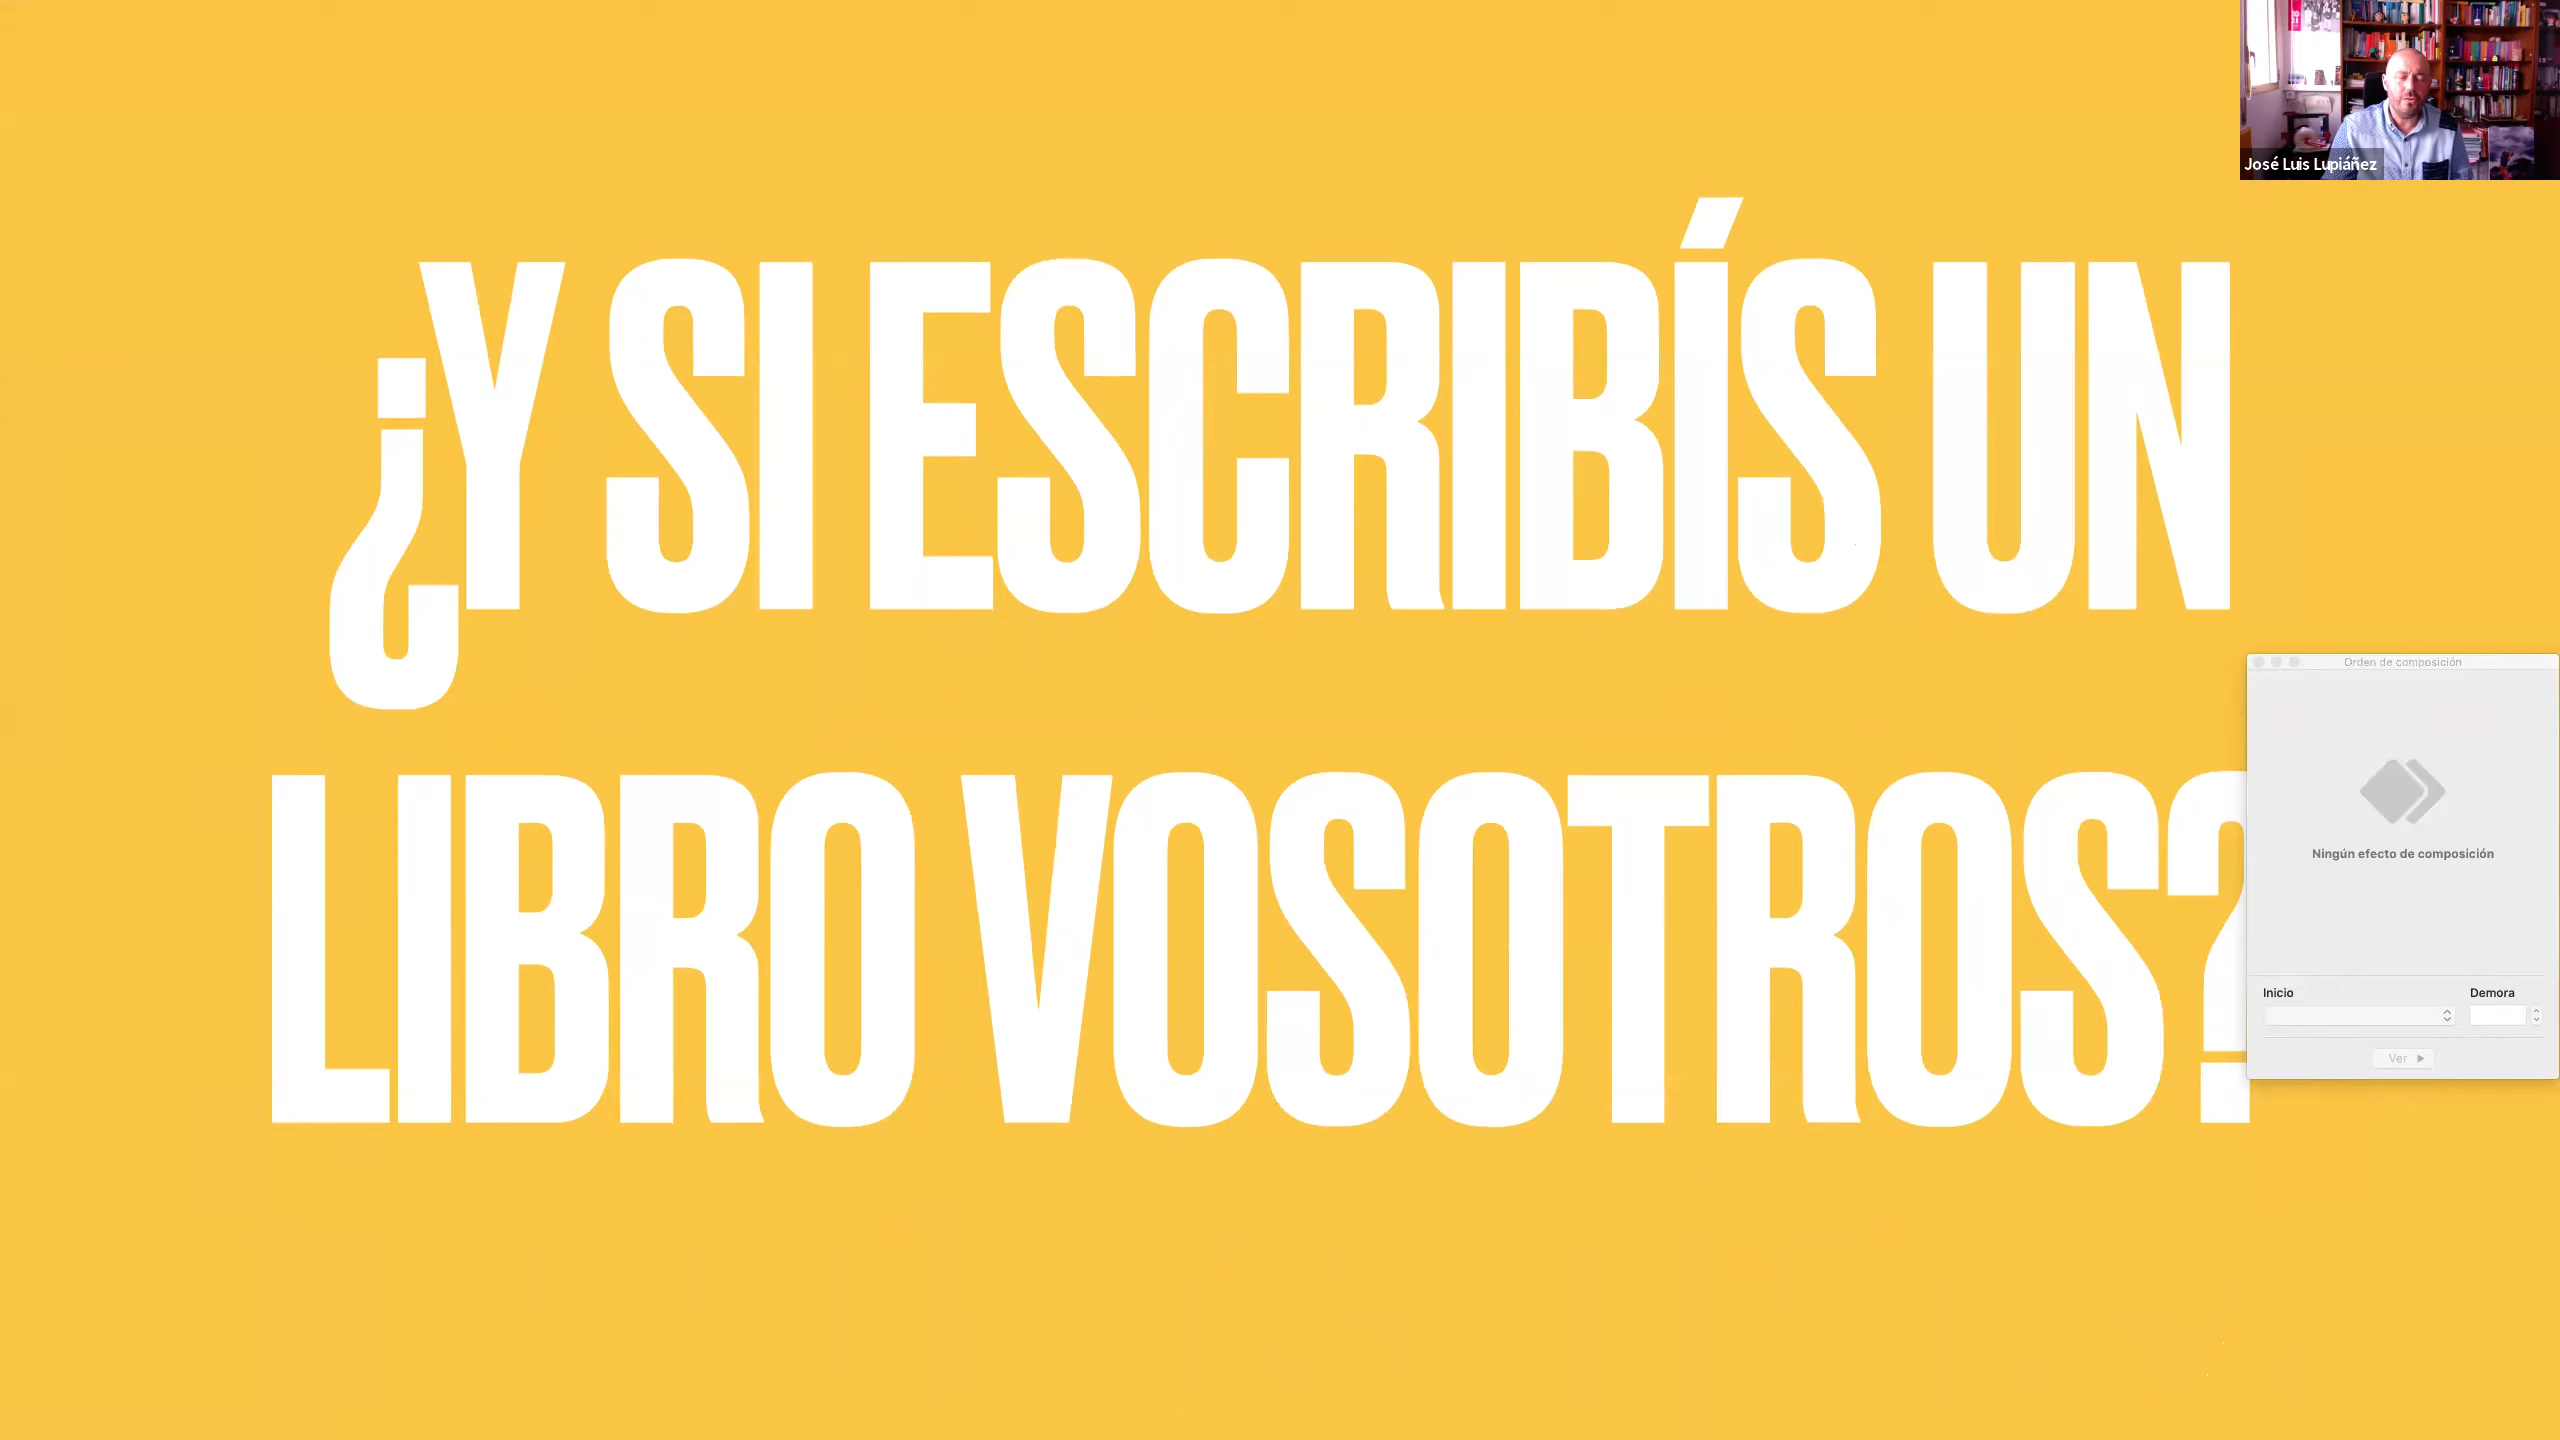 José Luis Lupiáñez
¿Y SI ESCRIBÍS UN
LIBRO VOSOTROS?
Orden de composición
Ningún efecto de composición
Inicio
Demora
Ver